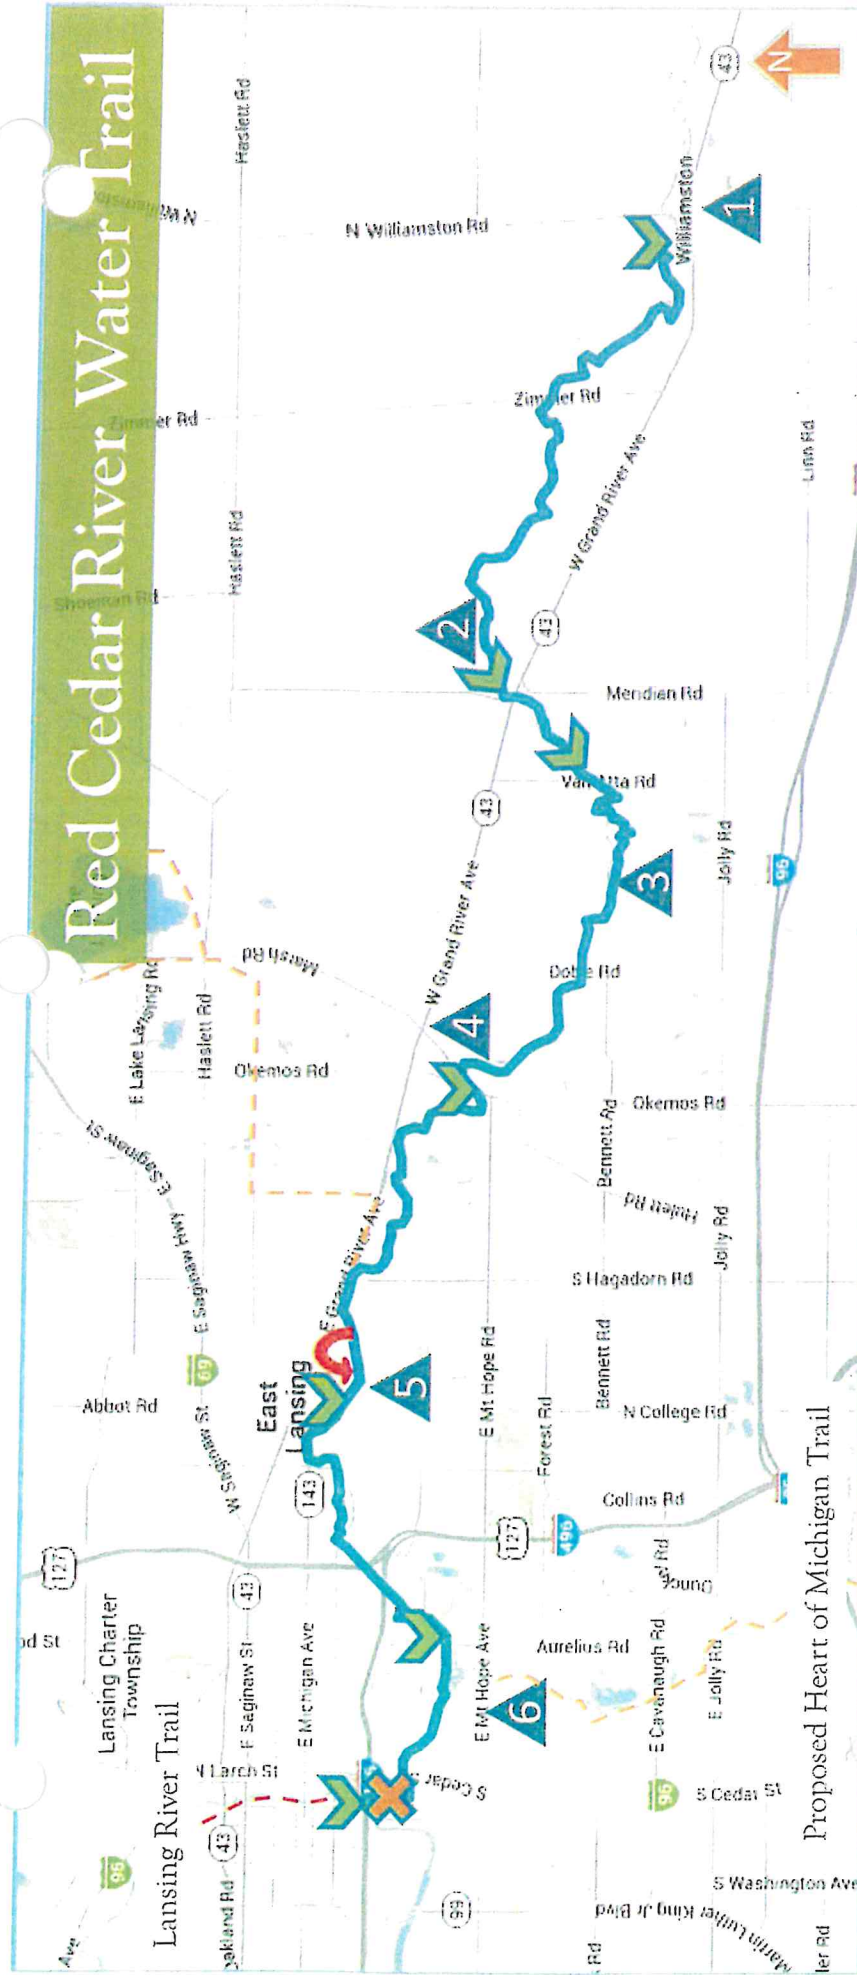 Red Cedar River Water Trail
N
43
Haslett Rd
N Williamston Rd
Williamston
1
Zimmer Rd
Zimmer Rd
Haslett Rd
Shoeman Rd
W Grand River Ave
Linn Rd
2
43
Meridian Rd
Van Atta Rd
43
3
Jolly Rd
96
W Grand River Ave
Marsh Rd
Dobie Rd
4
E Lake Lansing Rd
Haslett Rd
Okemos Rd
Okemos Rd
Bennett Rd
Hulett Rd
Jolly Rd
E Saginaw St
E Saginaw Hwy
E Grand River Ave
S Hagadorn Rd
69
East
Lansing
5
Abbot Rd
E Mt Hope Rd
Bennett Rd
N College Rd
Forest Rd
W Saginaw St
143
Collins Rd
127
127
496
43
Lansing Charter
Township
E Saginaw St
E Michigan Ave
E Mt Hope Ave
Aurelius Rd
E Cavanaugh Rd
E Jolly Rd
6
Lansing River Trail
N Larch St
S Cedar St
96
S Cedar St
43
96
99
S Washington Ave
Martin Luther King Jr Blvd
Proposed Heart of Michigan Trail